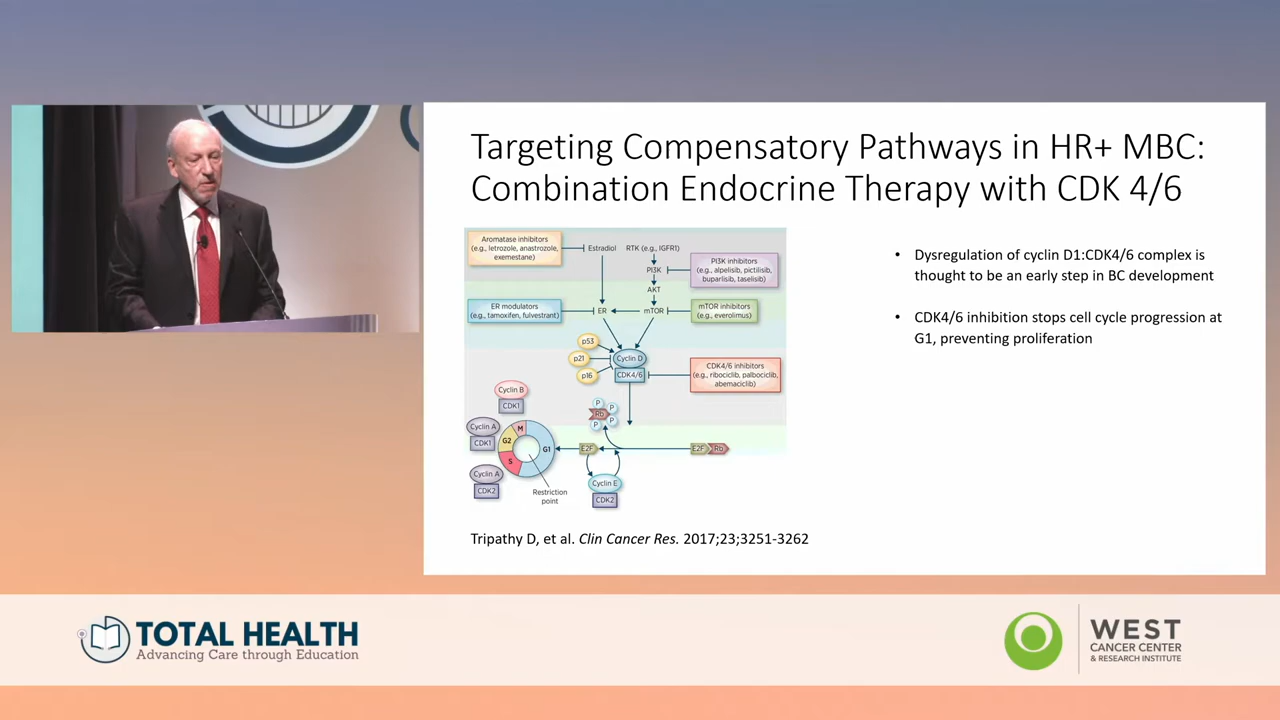 Targeting Compensatory Pathways in HR+ MBC:
Combination Endocrine Therapy with CDK 4/6
Aromatase inhibitors
(e.g., letrozole, anastrozole,
exemestane)
Estradiol
RTK (e.g., IGFR1)
PI3K
PI3K inhibitors
(e.g., alpelisib, pictilisib,
buparlisib, taselisib)
AKT
ER modulators
(e.g., tamoxifen, fulvestrant)
ER
mTOR
mTOR inhibitors
(e.g., everolimus)
p53
p21
p16
Cyclin D
CDK4/6
CDK4/6 inhibitors
(e.g., ribociclib, palbociclib,
abemaciclib)
Cyclin B
CDK1
P
P
Rb
P
P
Cyclin A
CDK1
M
G2
G1
S
E2F
E2F
Rb
Cyclin A
CDK2
Cyclin E
CDK2
Restriction
point
• Dysregulation of cyclin D1:CDK4/6 complex is
thought to be an early step in BC development
• CDK4/6 inhibition stops cell cycle progression at
G1, preventing proliferation
Tripathy D, et al. Clin Cancer Res. 2017;23;3251-3262
TOTAL HEALTH
Advancing Care through Education
WEST
CANCER CENTER
& RESEARCH INSTITUTE